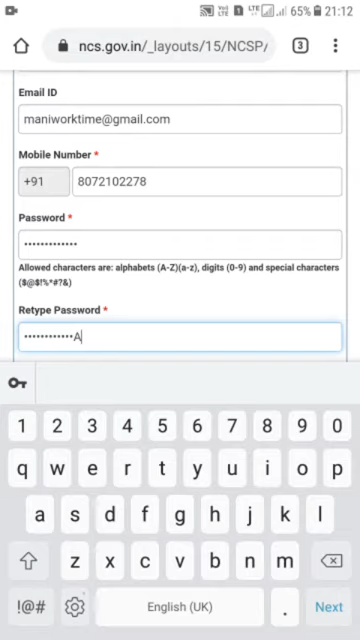 65% 21:12
ncs.gov.in/_layouts/15/NCSP/ 3
Email ID
maniworktime@gmail.com
Mobile Number *
+91 8072102278
Password *
•••••••••••••
Allowed characters are: alphabets (A-Z)(a-z), digits (0-9) and special characters
($@$!%*#?&)
Retype Password *
••••••••••••A
1 2 3 4 5 6 7 8 9 0
q w e r t y u i o p
a s d f g h j k l
z x c v b n m
!@# English (UK) . Next